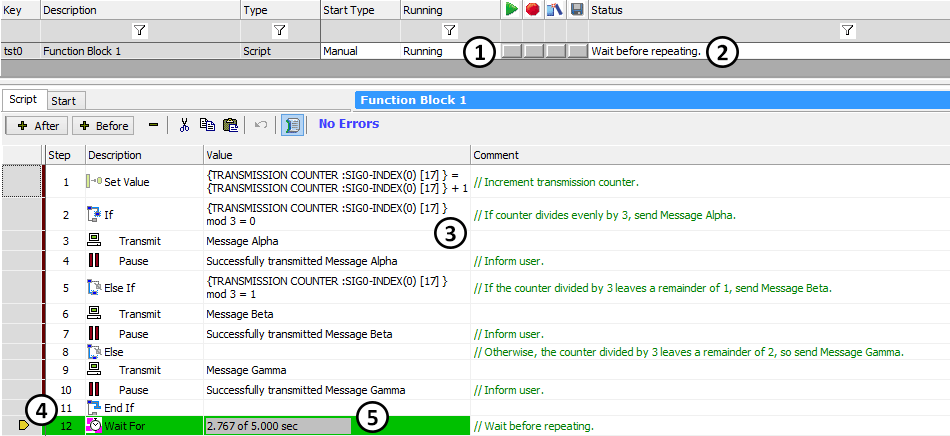 Key Description Type Start Type Running Status
tst0 Function Block 1 Script Manual Running 1 Wait before repeating. 2
Script Start Function Block 1
After Before No Errors
Step Description Value Comment
1 Set Value {TRANSMISSION COUNTER :SIG0-INDEX(0) [17] } = // Increment transmission counter.
{TRANSMISSION COUNTER :SIG0-INDEX(0) [17] } + 1
2 If {TRANSMISSION COUNTER :SIG0-INDEX(0) [17] } // If counter divides evenly by 3, send Message Alpha.
mod 3 = 0
3
3 Transmit Message Alpha
4 Pause Successfully transmitted Message Alpha // Inform user.
5 Else If {TRANSMISSION COUNTER :SIG0-INDEX(0) [17] } // If the counter divided by 3 leaves a remainder of 1, send Message Beta.
mod 3 = 1
6 Transmit Message Beta
7 Pause Successfully transmitted Message Beta // Inform user.
8 Else // Otherwise, the counter divided by 3 leaves a remainder of 2, so send Message Gamma.
9 Transmit Message Gamma
10 Pause Successfully transmitted Message Gamma // Inform user.
4 11 End If 5
12 Wait For 2.767 of 5.000 sec // Wait before repeating.